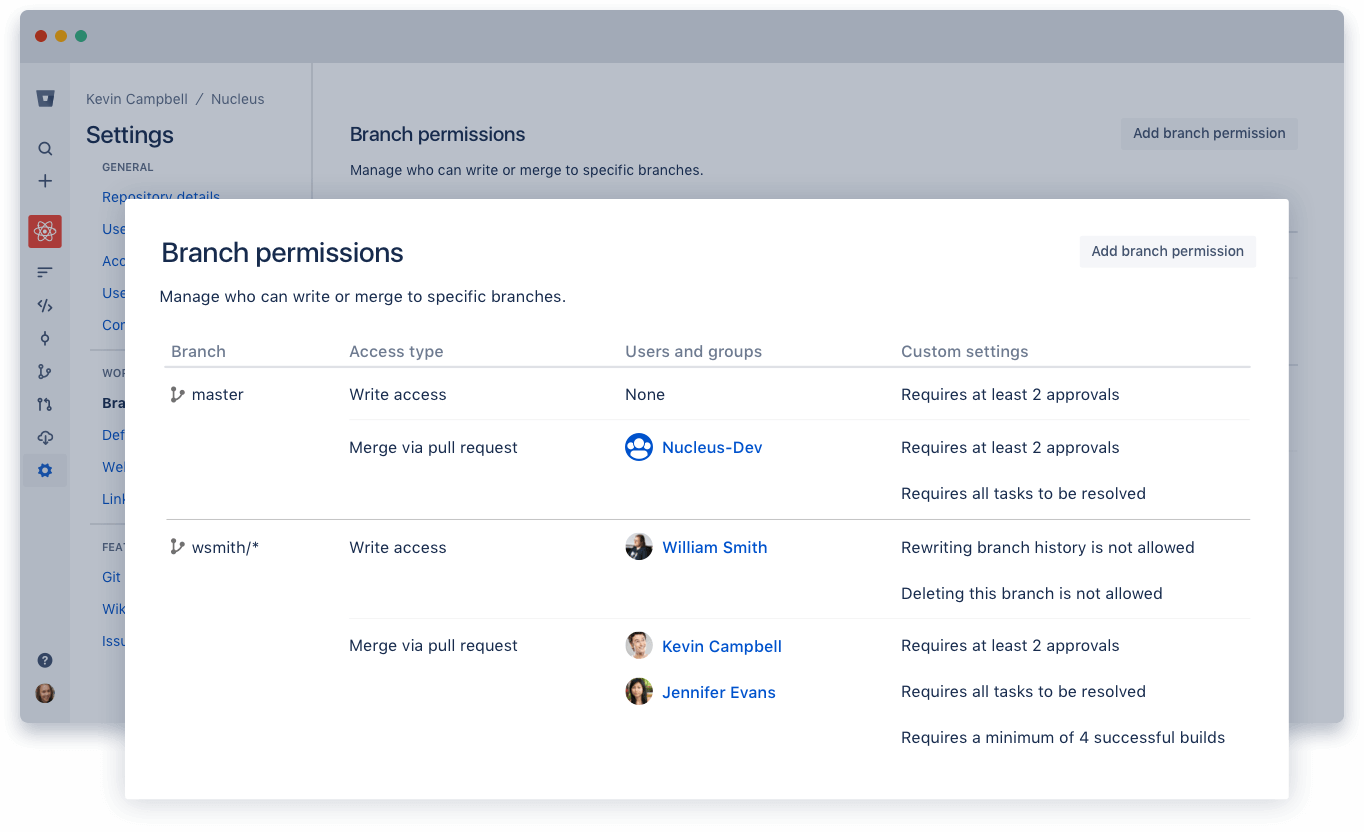 Kevin Campbell / Nucleus
Settings
GENERAL
Repository details
Use
Acc
Use
Cor
WOR
Bra
Def
Wel
Link
FEAT
Git
Wik
Issu
Branch permissions
Add branch permission
Manage who can write or merge to specific branches.
Branch permissions
Add branch permission
Manage who can write or merge to specific branches.
Branch Access type Users and groups Custom settings
master Write access None Requires at least 2 approvals
Merge via pull request Nucleus-Dev Requires at least 2 approvals
Requires all tasks to be resolved
wsmith/* Write access William Smith Rewriting branch history is not allowed
Deleting this branch is not allowed
Merge via pull request Kevin Campbell Requires at least 2 approvals
Jennifer Evans Requires all tasks to be resolved
Requires a minimum of 4 successful builds